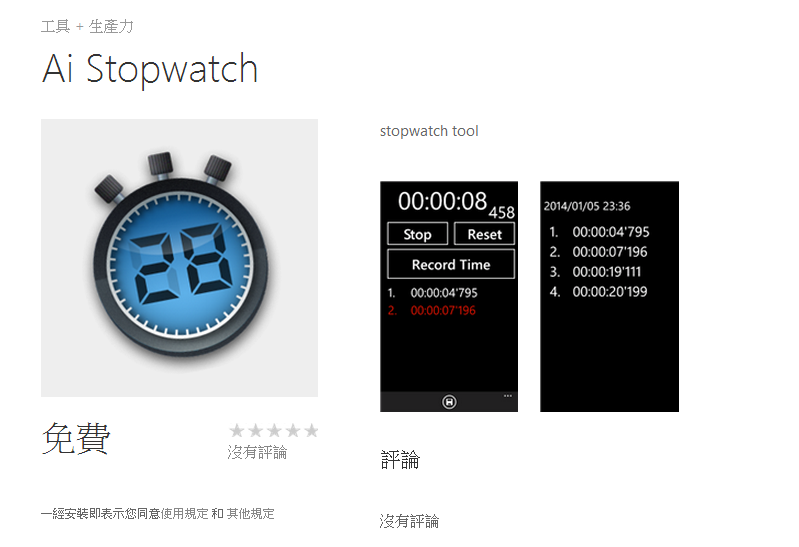 工具 + 生產力
Ai Stopwatch
28
免費
沒有評論
一經安裝即表示您同意使用規定 和 其他規定
stopwatch tool
00:00:08 458
Stop Reset
Record Time
1. 00:00:04'795
2. 00:00:07'196
2014/01/05 23:36
1. 00:00:04'795
2. 00:00:07'196
3. 00:00:19'111
4. 00:00:20'199
評論
沒有評論